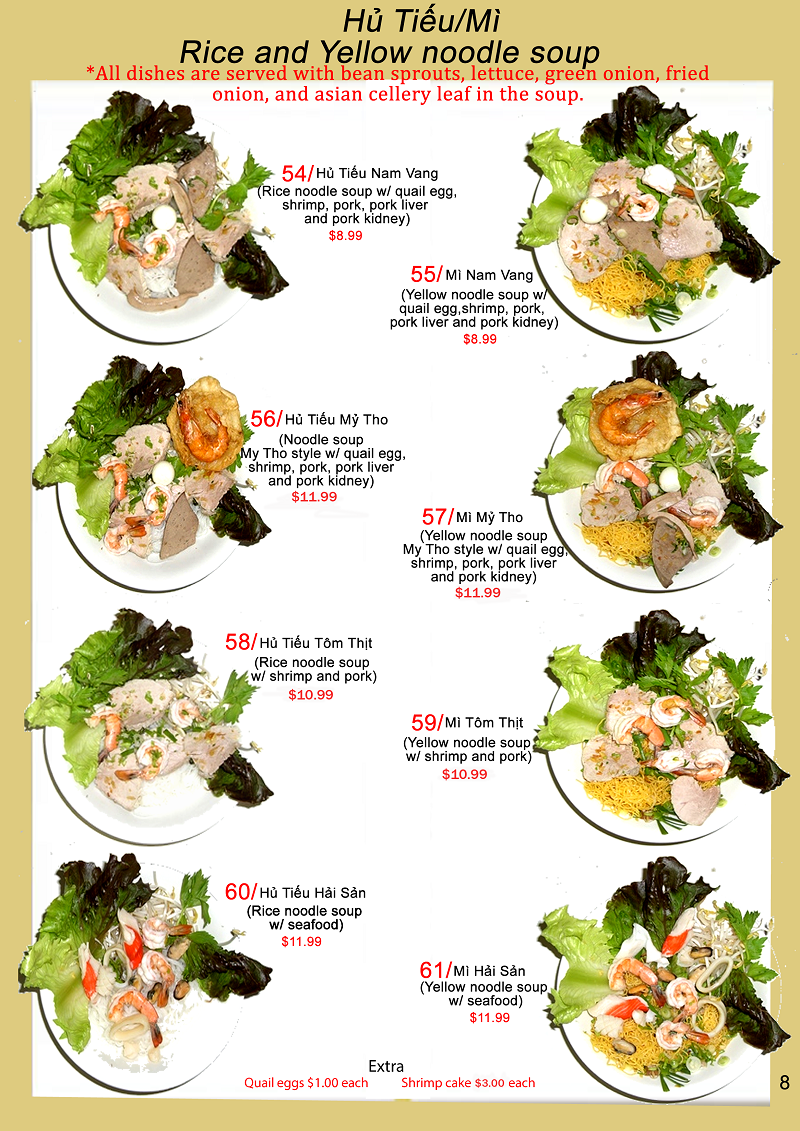 Hủ Tiếu/Mì
Rice and Yellow noodle soup
*All dishes are served with bean sprouts, lettuce, green onion, fried
onion, and asian cellery leaf in the soup.
54/Hủ Tiếu Nam Vang
(Rice noodle soup w/ quail egg,
shrimp, pork, pork liver
and pork kidney)
$8.99
55/Mì Nam Vang
(Yellow noodle soup w/
quail egg,shrimp, pork,
pork liver and pork kidney)
$8.99
56/Hủ Tiếu Mỹ Tho
(Noodle soup
My Tho style w/ quail egg,
shrimp, pork, pork liver
and pork kidney)
$11.99
57/Mì Mỹ Tho
(Yellow noodle soup
My Tho style w/ quail egg,
shrimp, pork, pork liver
and pork kidney)
$11.99
58/Hủ Tiếu Tôm Thịt
(Rice noodle soup
w/ shrimp and pork)
$10.99
59/Mì Tôm Thịt
(Yellow noodle soup
w/ shrimp and pork)
$10.99
60/Hủ Tiếu Hải Sản
(Rice noodle soup
w/ seafood)
$11.99
61/Mì Hải Sản
(Yellow noodle soup
w/ seafood)
$11.99
Extra
Quail eggs $1.00 each Shrimp cake $3.00 each
8